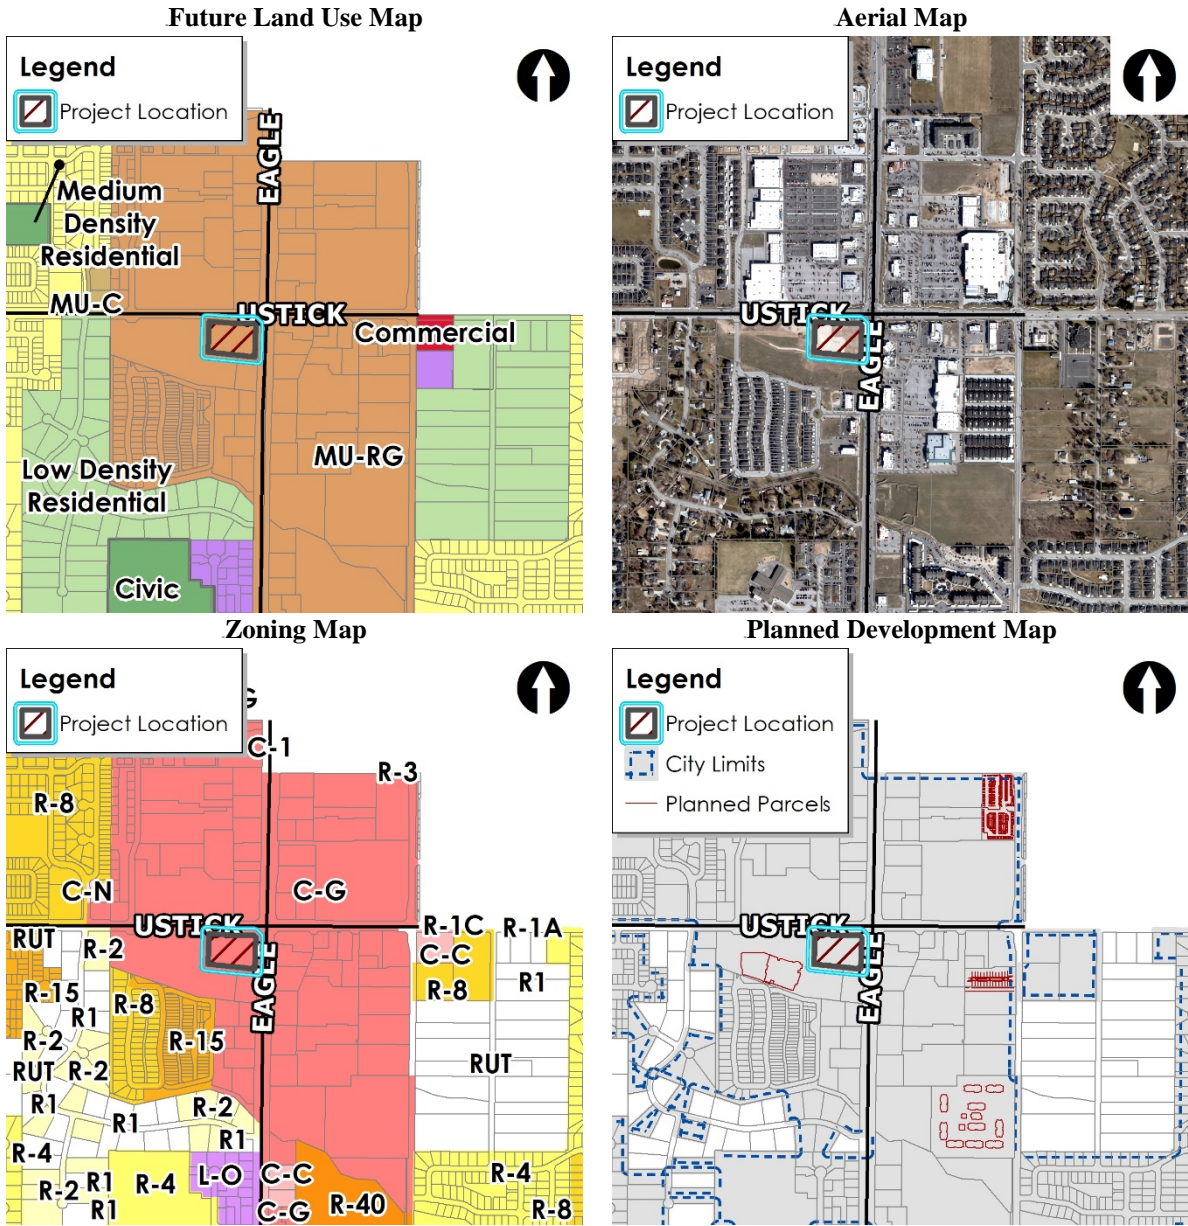 Future Land Use Map
Legend
Project Location
EAGLE
Medium
Density
Residential
MU-C
USTICK
Commercial
MU-RG
Low Density
Residential
Civic
Aerial Map
Legend
Project Location
USTICK
EAGLE
Zoning Map
Legend
Project Location
G
C-1
R-3
R-8
C-N
C-G
USTICK
R-1C
R-1A
RUT
R-2
C-C
R-15
R-8
R-8
R1
R1
EAGLE
R-2
R-15
RUT
R-2
RUT
R1
R1
R-2
R1
R-4
R-2
R1
R1
R-4
L-O
C-C
C-G
R-40
R-4
R-8
Planned Development Map
Legend
Project Location
City Limits
Planned Parcels
USTICK
EAGLE